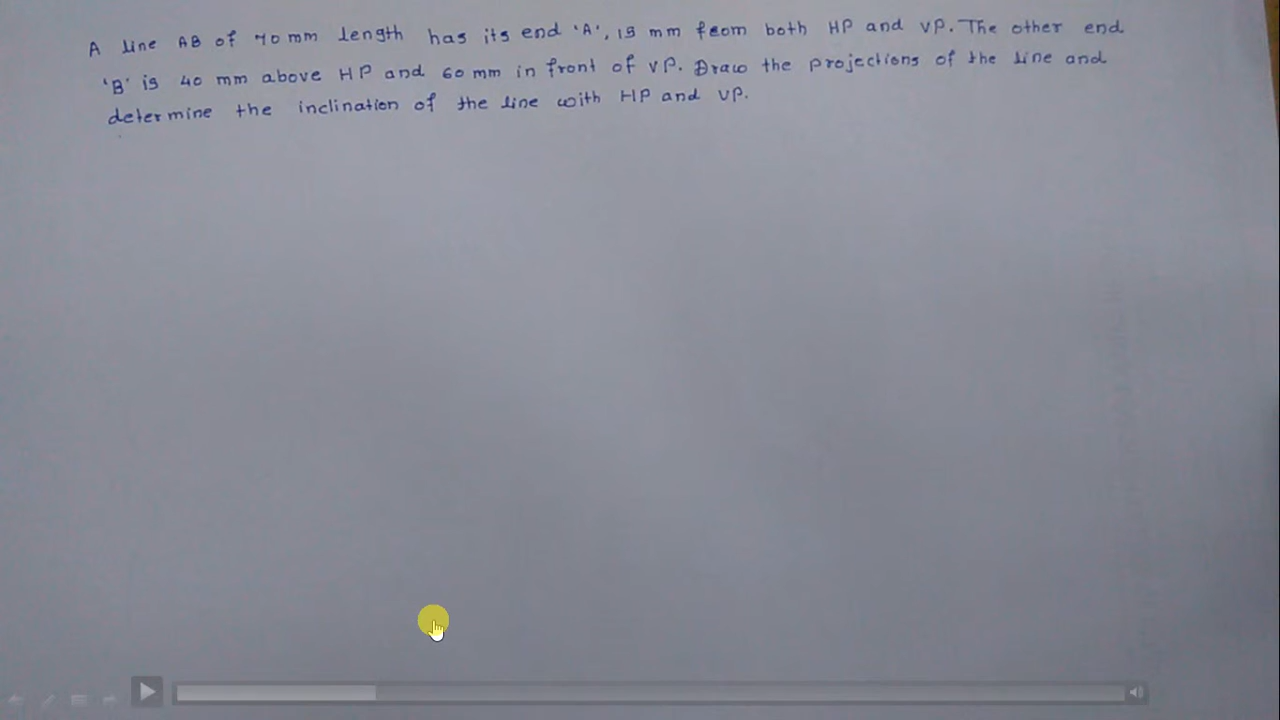 A line AB of 70 mm length has its end 'A', 15 mm from both HP and VP. The other end
'B' is 40 mm above HP and 60 mm in front of VP. Draw the projections of the line and
determine the inclination of the line with HP and VP.